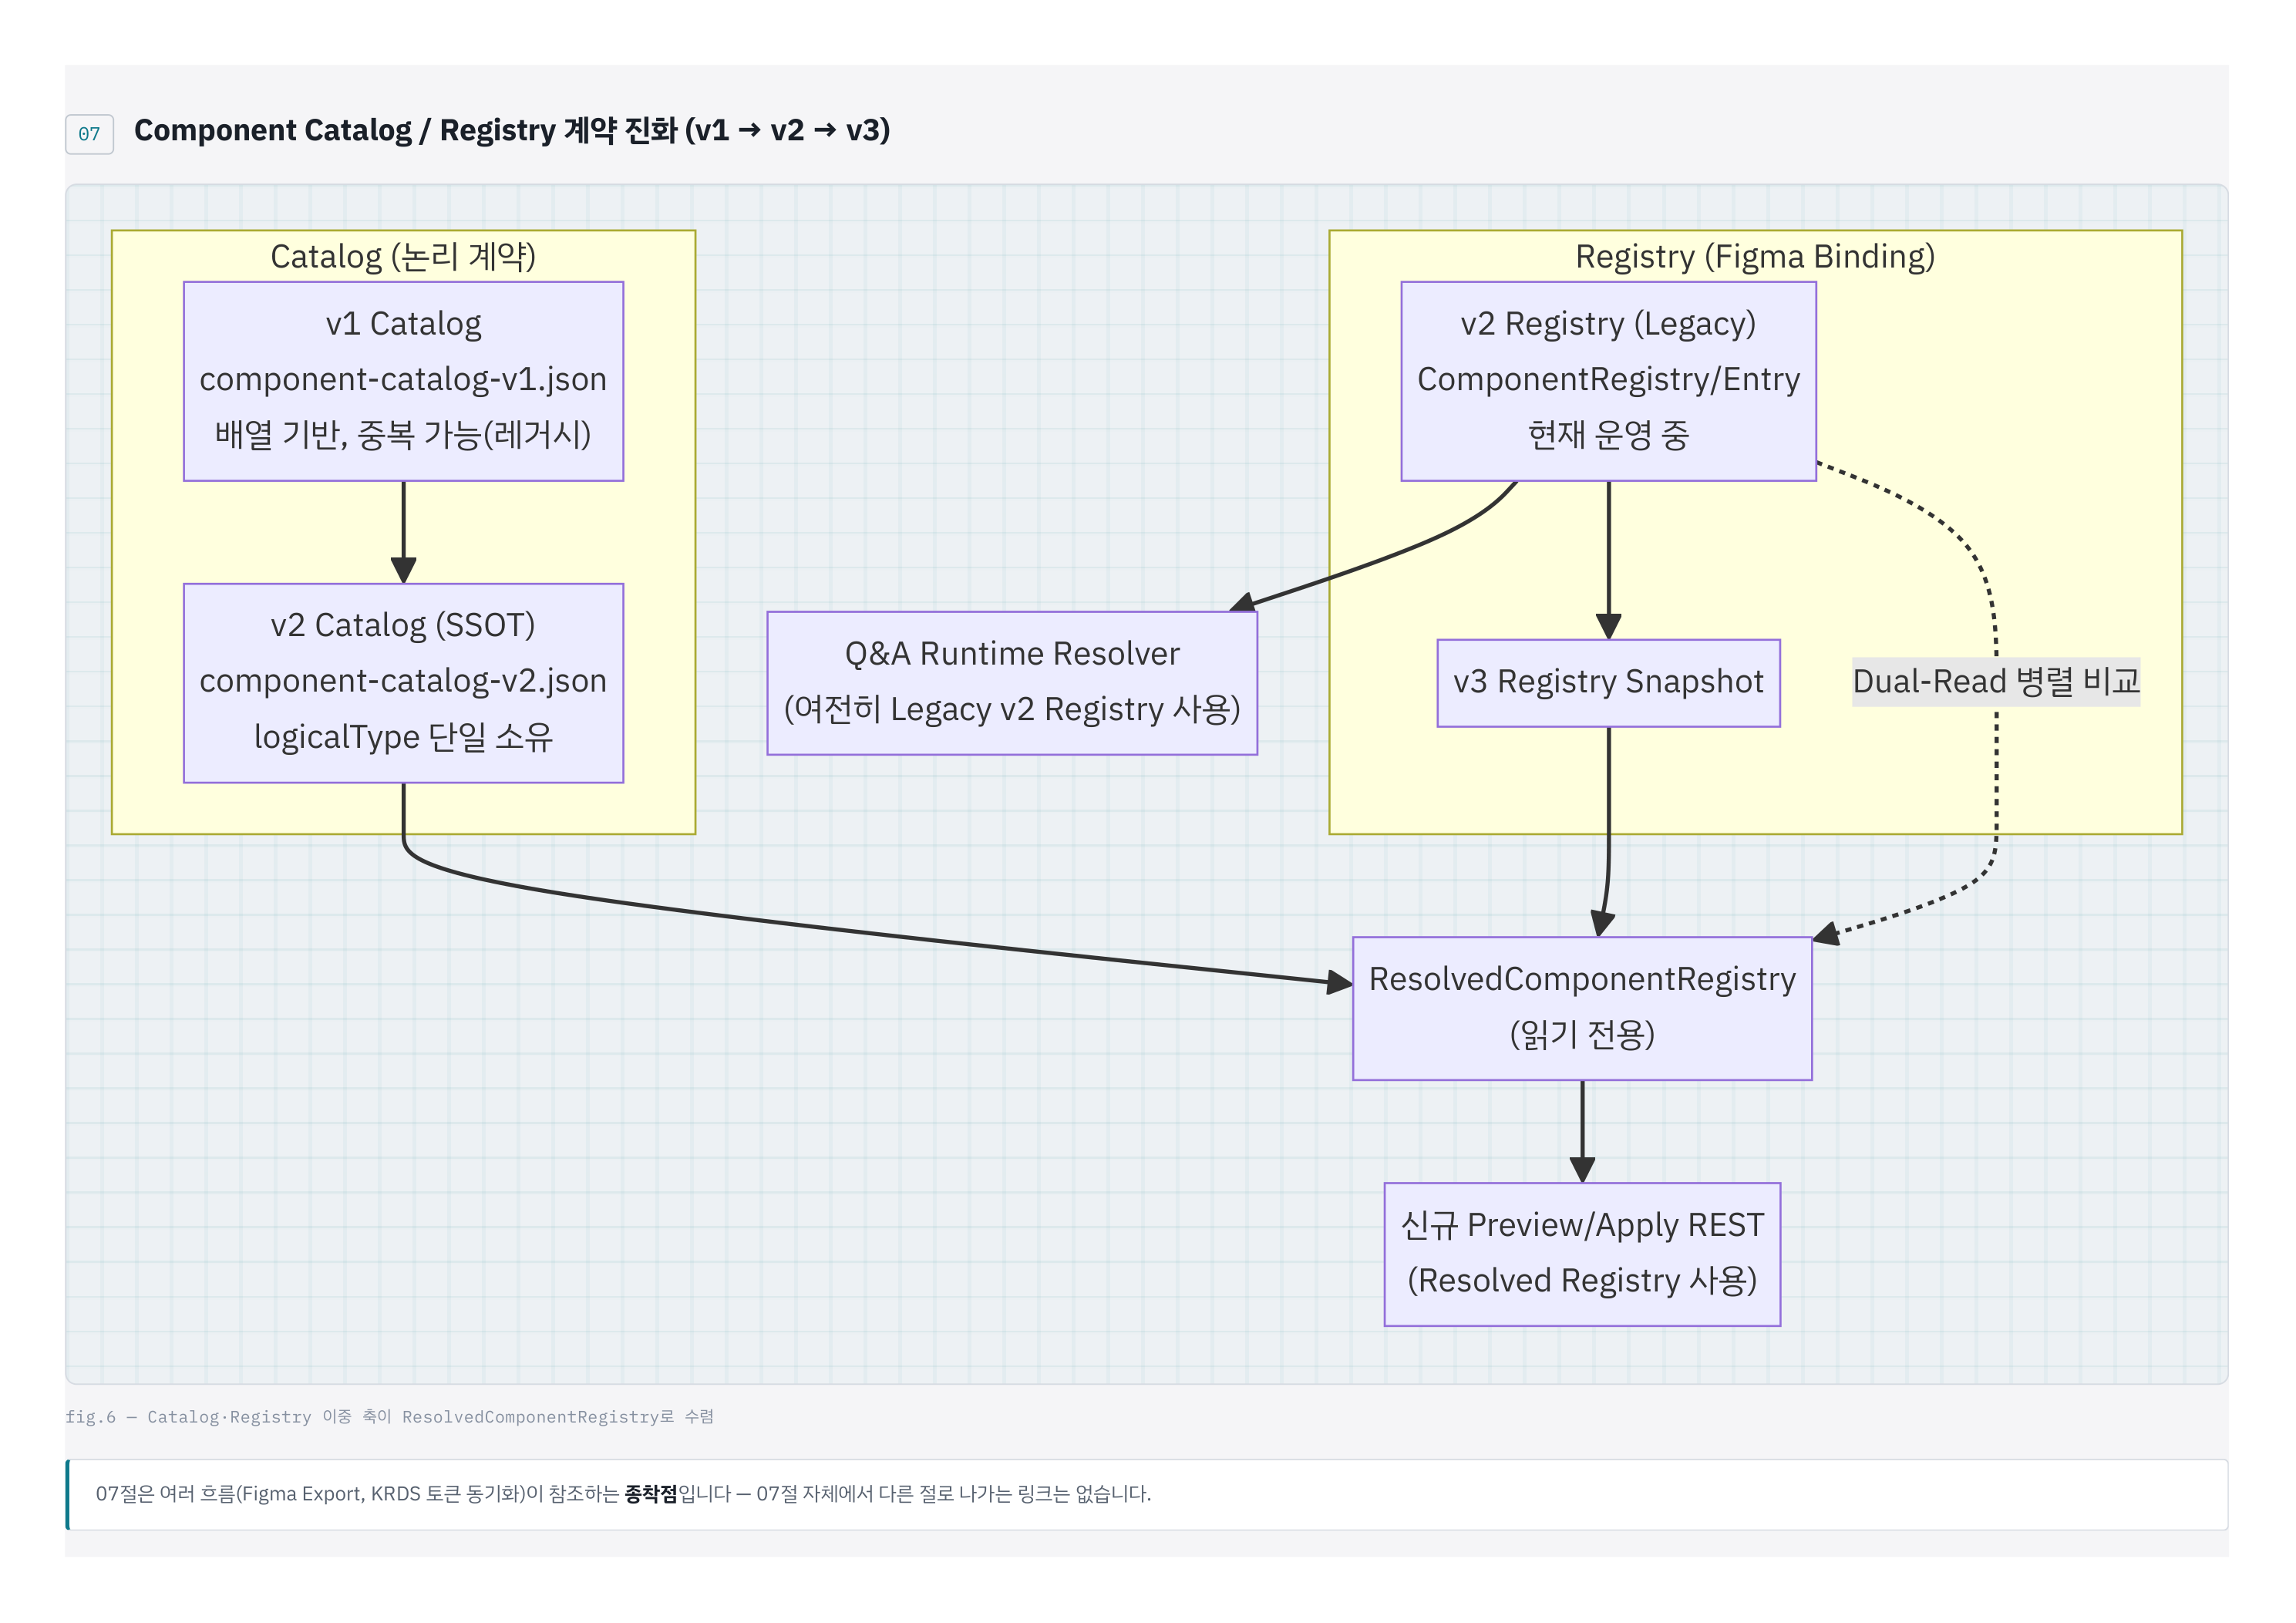 07
Component Catalog / Registry 계약 진화 (v1 → v2 → v3)
Catalog (논리 계약)
v1 Catalog
component-catalog-v1.json
배열 기반, 중복 가능(레거시)
v2 Catalog (SSOT)
component-catalog-v2.json
logicalType 단일 소유
Q&A Runtime Resolver
(여전히 Legacy v2 Registry 사용)
Registry (Figma Binding)
v2 Registry (Legacy)
ComponentRegistry/Entry
현재 운영 중
v3 Registry Snapshot
Dual-Read 병렬 비교
ResolvedComponentRegistry
(읽기 전용)
신규 Preview/Apply REST
(Resolved Registry 사용)
fig.6 — Catalog·Registry 이중 축이 ResolvedComponentRegistry로 수렴
07절은 여러 흐름(Figma Export, KRDS 토큰 동기화)이 참조하는 종착점입니다 — 07절 자체에서 다른 절로 나가는 링크는 없습니다.